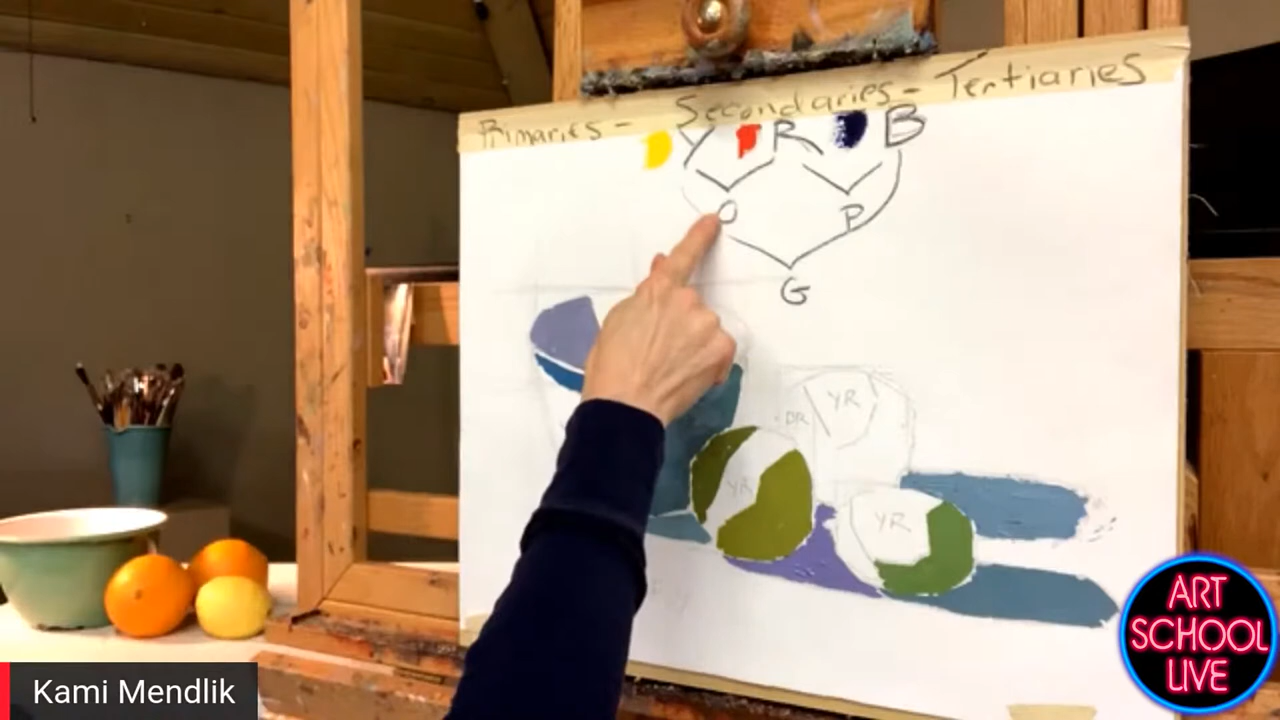 Primaries - Secondaries - Tertiaries
Y R B
O P
G
YR
DR
YR
YR
Kami Mendlik
ART
SCHOOL
LIVE